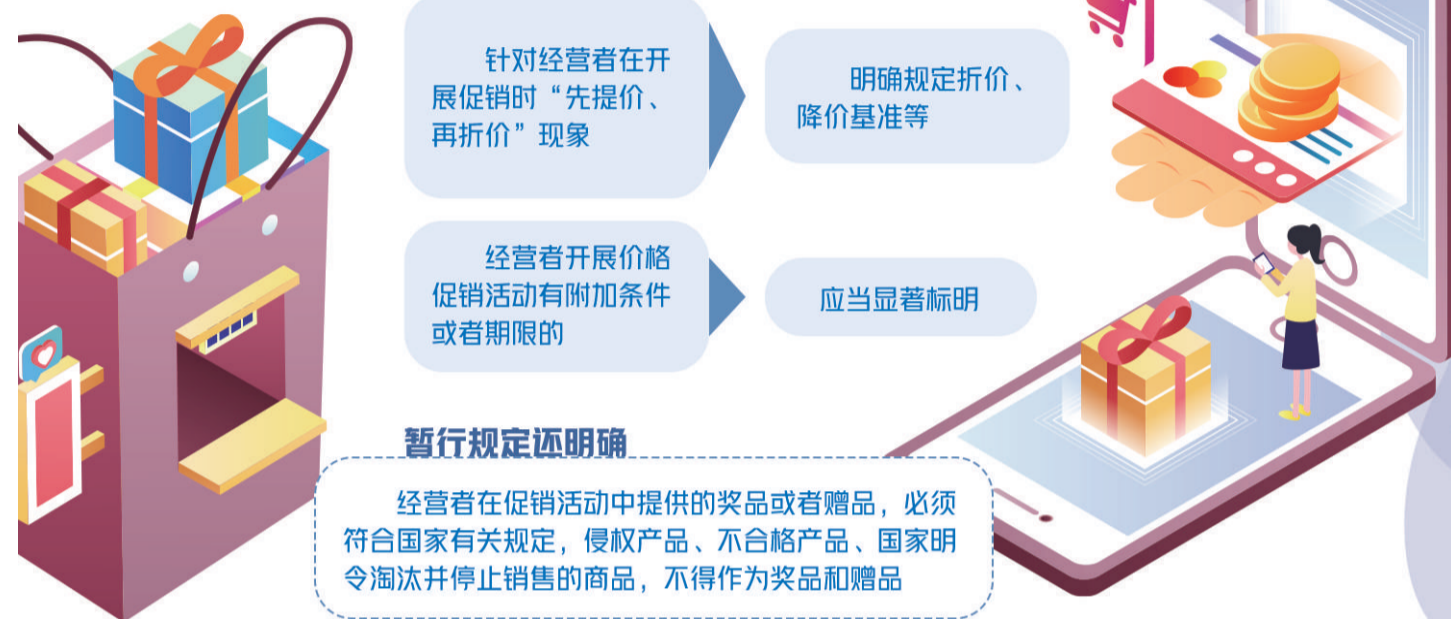 针对经营者在开
展促销时“先提价、
再折价”现象
明确规定折价、
降价基准等
经营者开展价格
促销活动有附加条件
或者期限的
应当显著标明
暂行规定还明确
经营者在促销活动中提供的奖品或者赠品，必须
符合国家有关规定，侵权产品、不合格产品、国家明
令淘汰并停止销售的商品，不得作为奖品和赠品